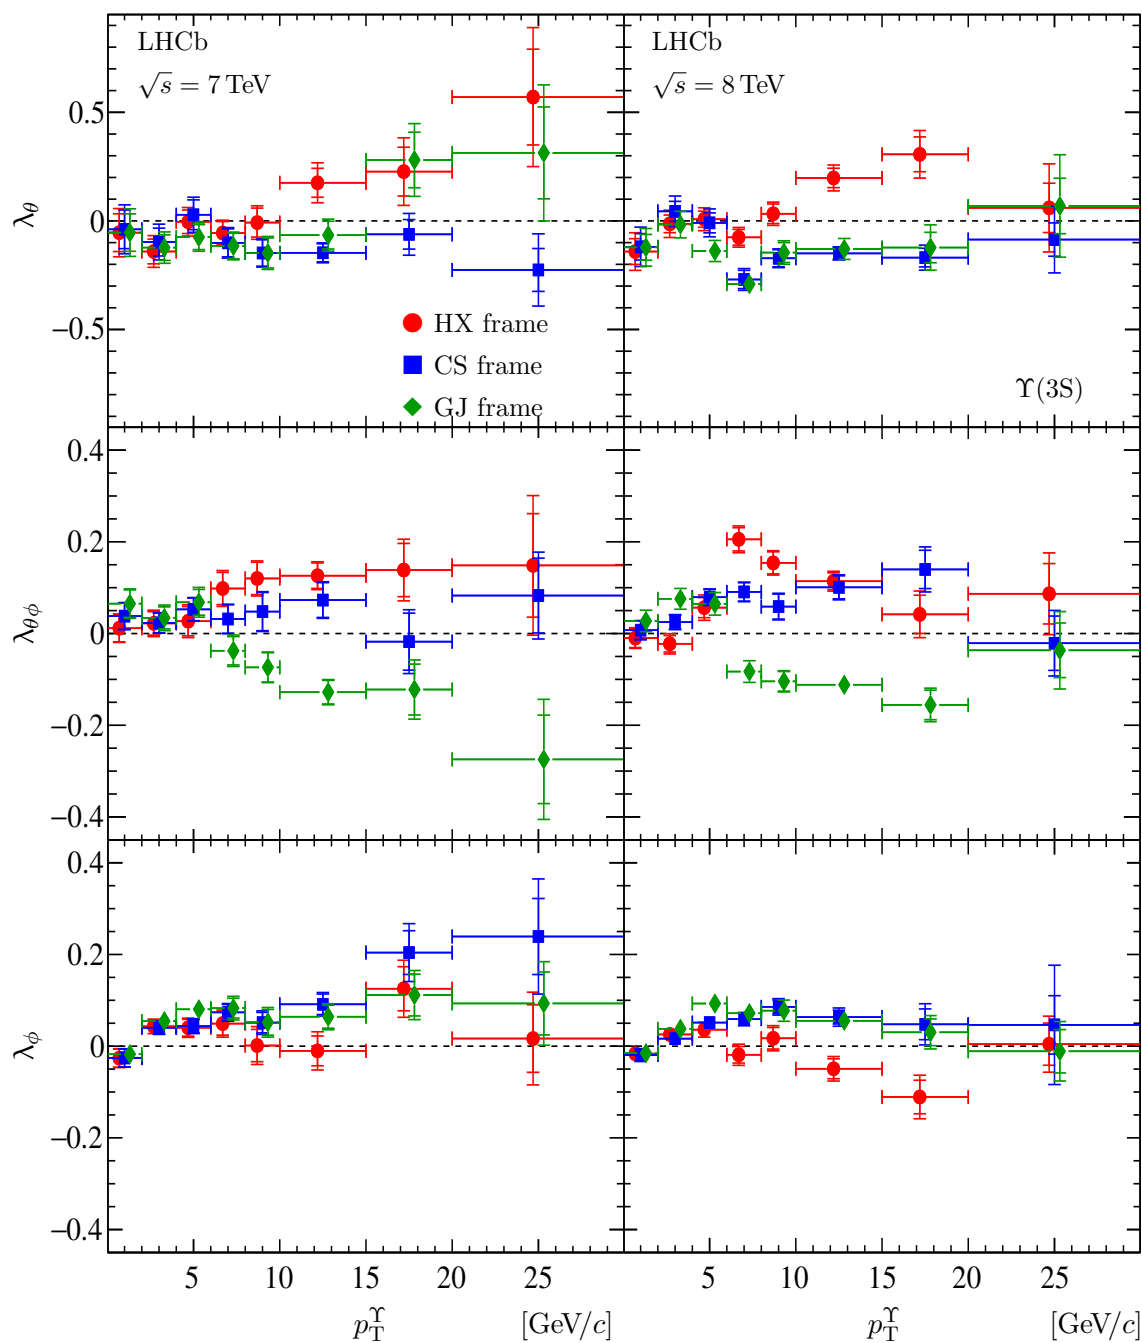 LHCb
√s = 7 TeV
LHCb
√s = 8 TeV
λθ
0.5
0
−0.5
HX frame
CS frame
GJ frame
Υ(3S)
λθϕ
0.4
0.2
0
−0.2
−0.4
λϕ
0.4
0.2
0
−0.2
−0.4
5 10 15 20 25 5 10 15 20 25 30
pTΥ [GeV/c] pTΥ [GeV/c]